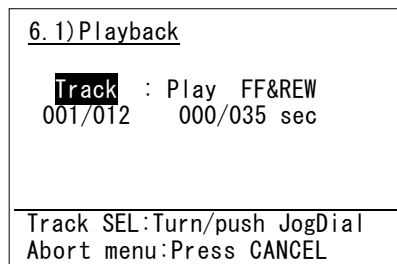 6.1)Playback
Track : Play FF&REW
001/012 000/035 sec
Track SEL:Turn/push JogDial
Abort menu:Press CANCEL